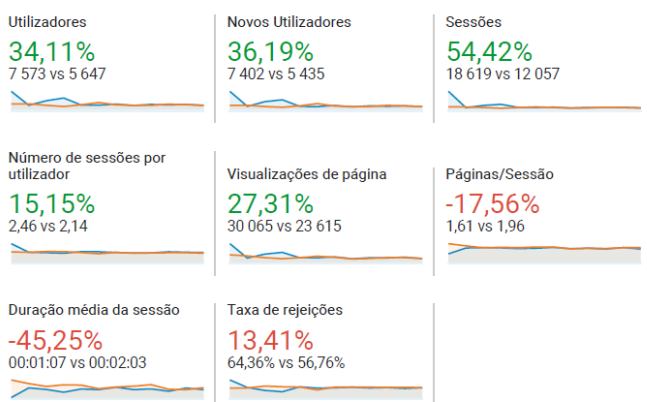 Utilizadores
34,11%
7 573 vs 5 647
Novos Utilizadores
36,19%
7 402 vs 5 435
Sessões
54,42%
18 619 vs 12 057
Número de sessões por
utilizador
15,15%
2,46 vs 2,14
Visualizações de página
27,31%
30 065 vs 23 615
Páginas/Sessão
-17,56%
1,61 vs 1,96
Duração média da sessão
-45,25%
00:01:07 vs 00:02:03
Taxa de rejeições
13,41%
64,36% vs 56,76%